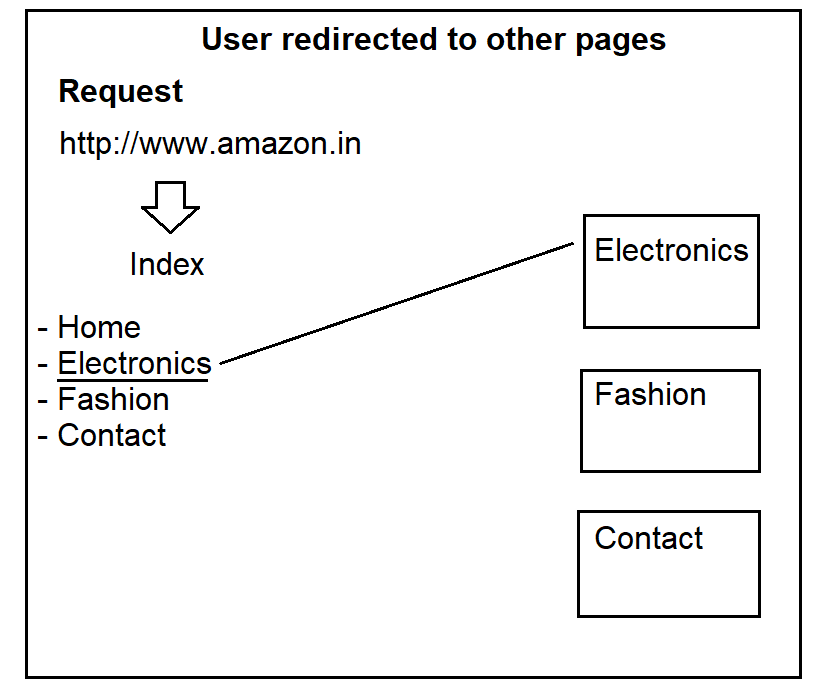 User redirected to other pages
Request
http://www.amazon.in
Index
- Home
- Electronics
- Fashion
- Contact
Electronics
Fashion
Contact